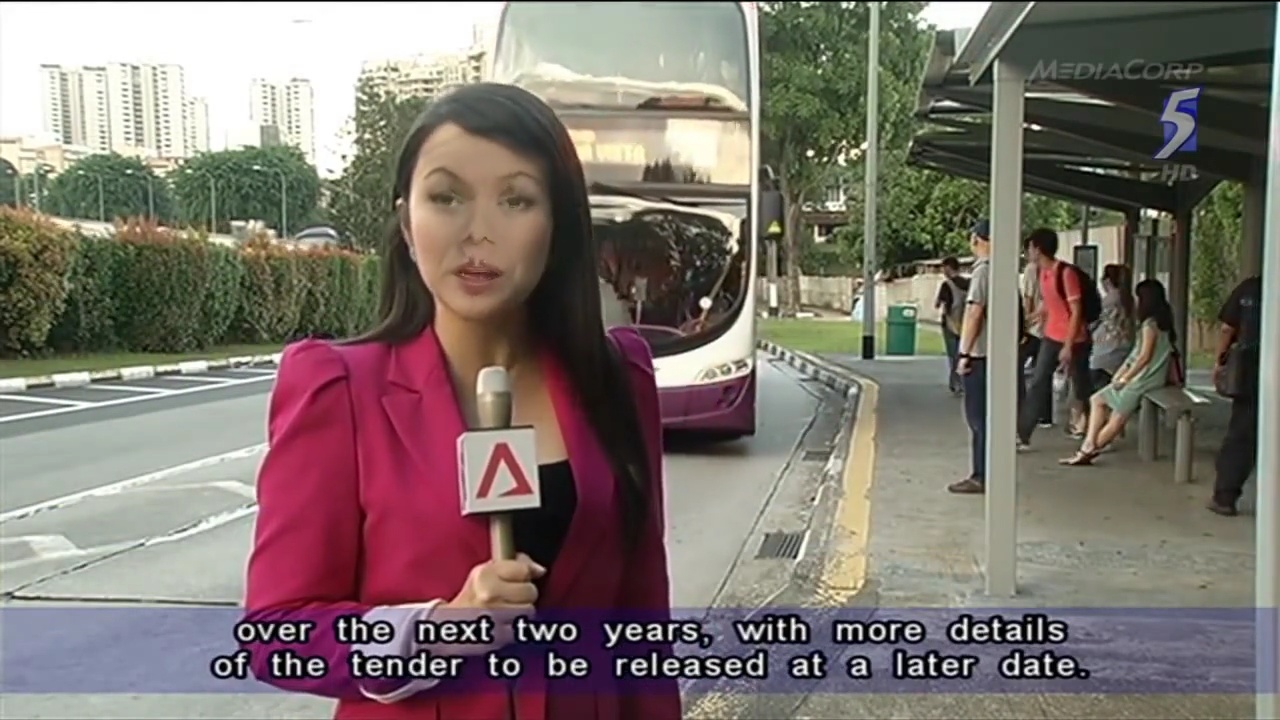 MEDIACORP
5
HD
over the next two years, with more details
of the tender to be released at a later date.